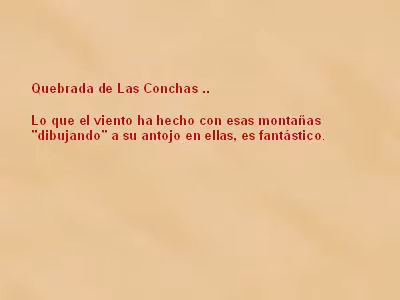 Quebrada de Las Conchas ..
Lo que el viento ha hecho con esas montañas
"dibujando" a su antojo en ellas, es fantástico.